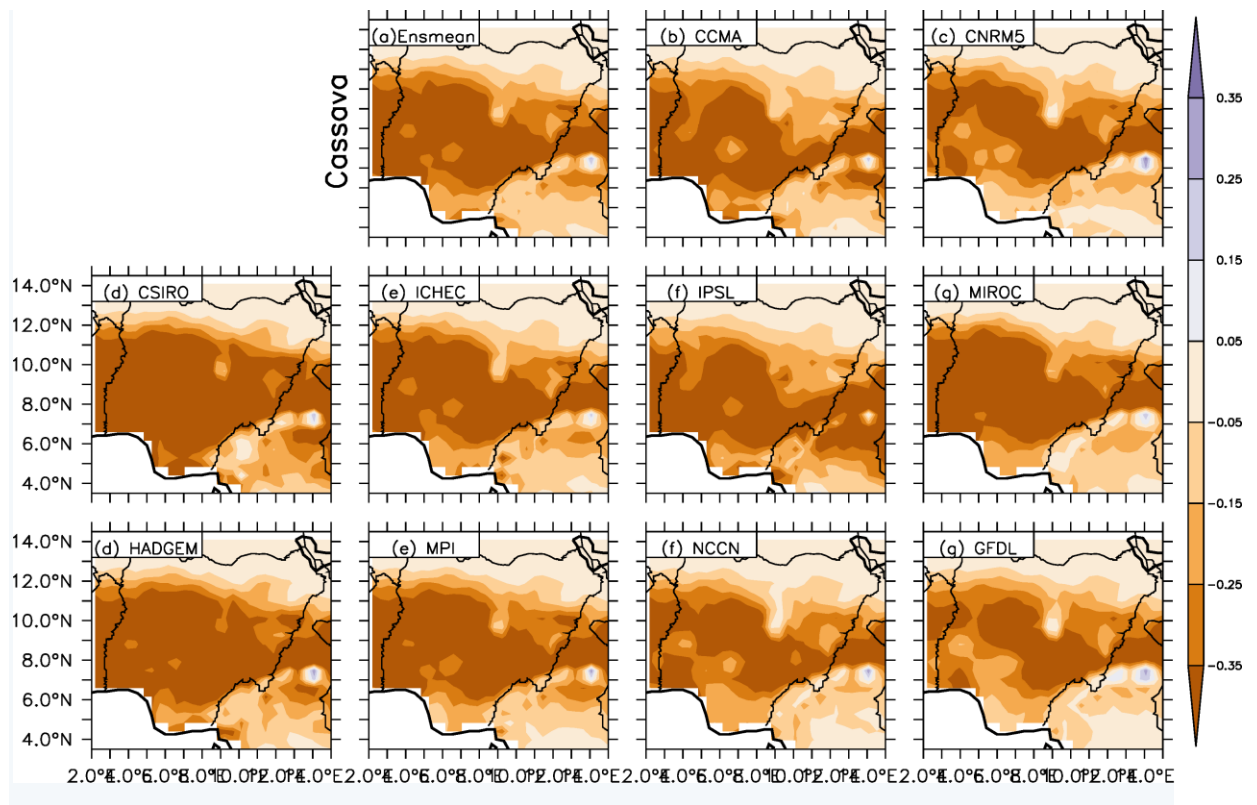 (a)Ensmean
(b) CCMA
(c) CNRM5
Cassava
0.35
0.25
0.15
0.05
-0.05
-0.15
-0.25
-0.35
(d) CSIRO
(e) ICHEC
(f) IPSL
(g) MIROC
14.0°N
12.0°N
10.0°N
8.0°N
6.0°N
4.0°N
(d) HADGEM
(e) MPI
(f) NCCN
(g) GFDL
14.0°N
12.0°N
10.0°N
8.0°N
6.0°N
4.0°N